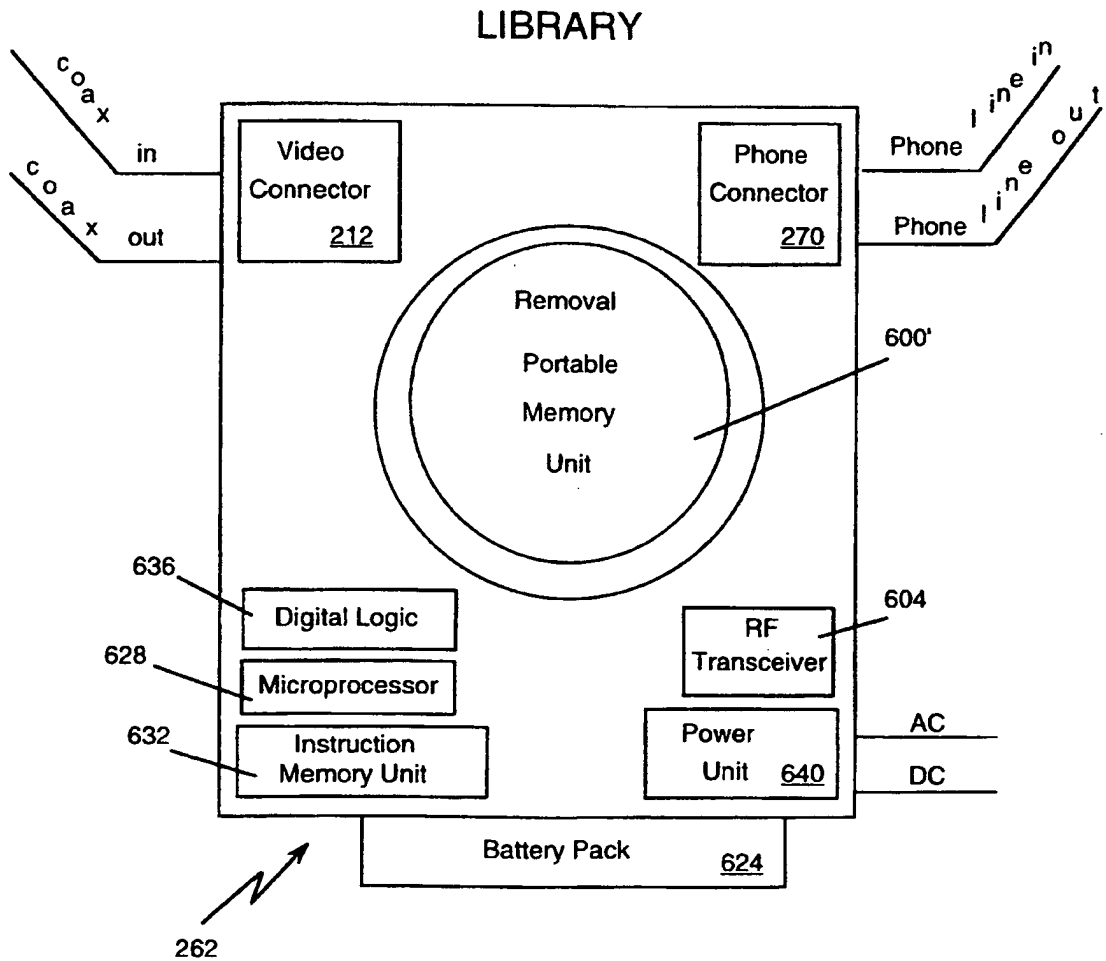 LIBRARY
coax in
coax out
Video
Connector
212
Phone
Connector
270
Phone line in
Phone line out
Removal
Portable
Memory
Unit
600'
636
Digital Logic
628
Microprocessor
632
Instruction
Memory Unit
604
RF
Transceiver
Power
Unit 640
AC
DC
Battery Pack 624
262